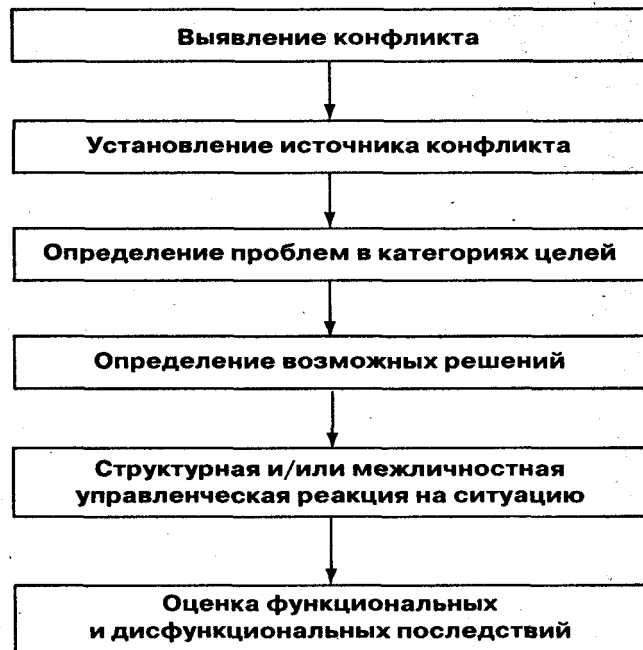 Выявление конфликта
Установление источника конфликта
Определение проблем в категориях целей
Определение возможных решений
Структурная и/или межличностная
управленческая реакция на ситуацию
Оценка функциональных
и дисфункциональных последствий